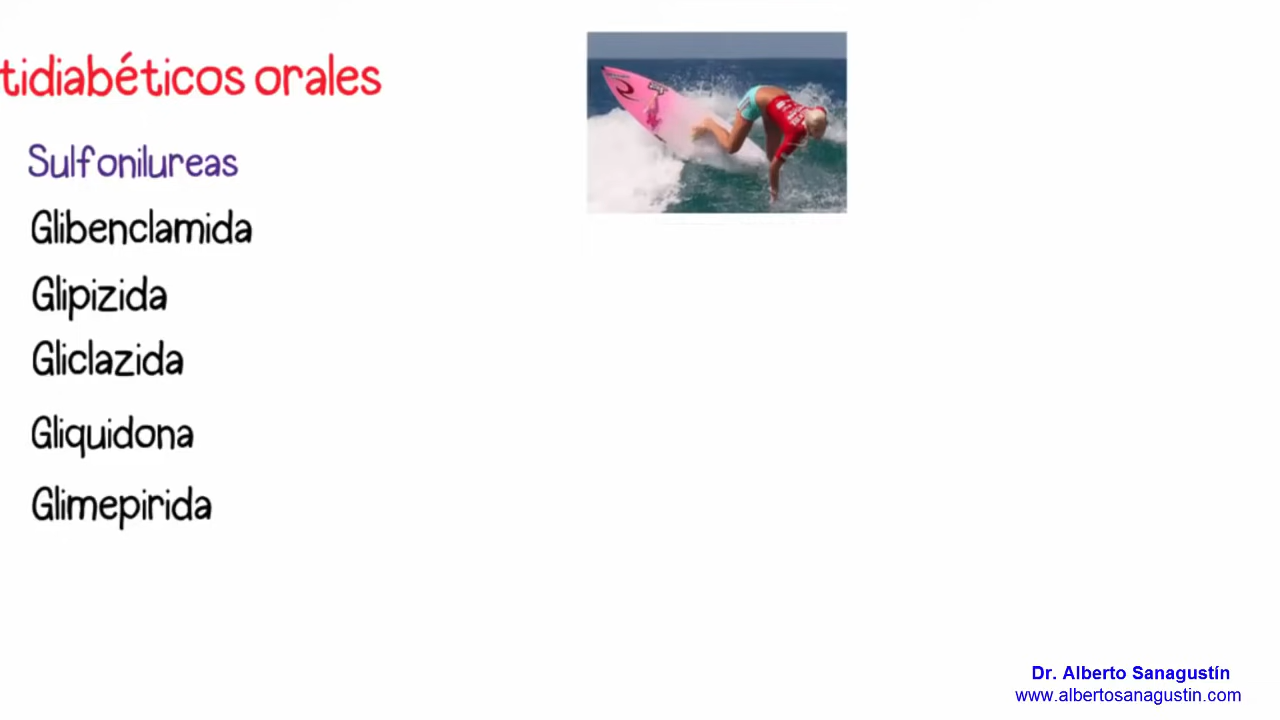 tidiabéticos orales
Sulfonilureas
Glibenclamida
Glipizida
Gliclazida
Gliquidona
Glimepirida
Dr. Alberto Sanagustín
www.albertosanagustin.com